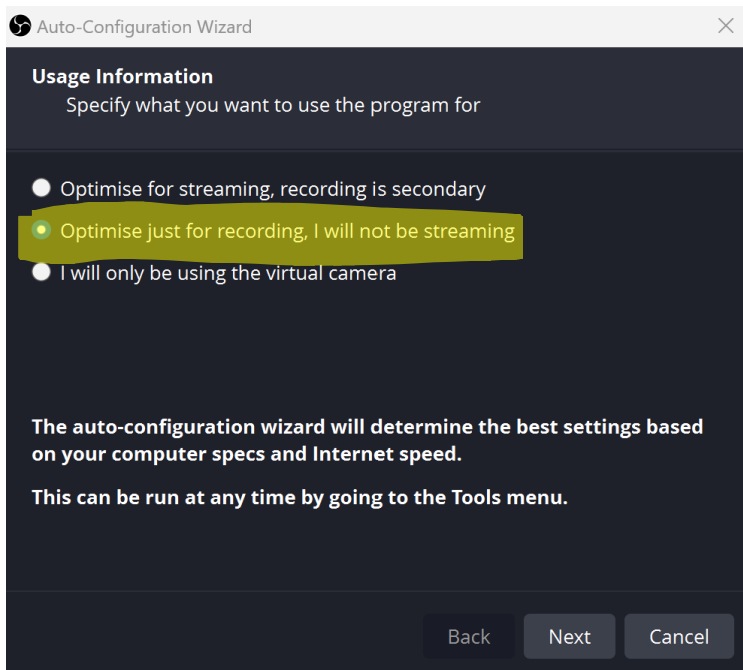 Auto-Configuration Wizard
Usage Information
Specify what you want to use the program for
Optimise for streaming, recording is secondary
Optimise just for recording, I will not be streaming
I will only be using the virtual camera
The auto-configuration wizard will determine the best settings based
on your computer specs and Internet speed.
This can be run at any time by going to the Tools menu.
Back Next Cancel